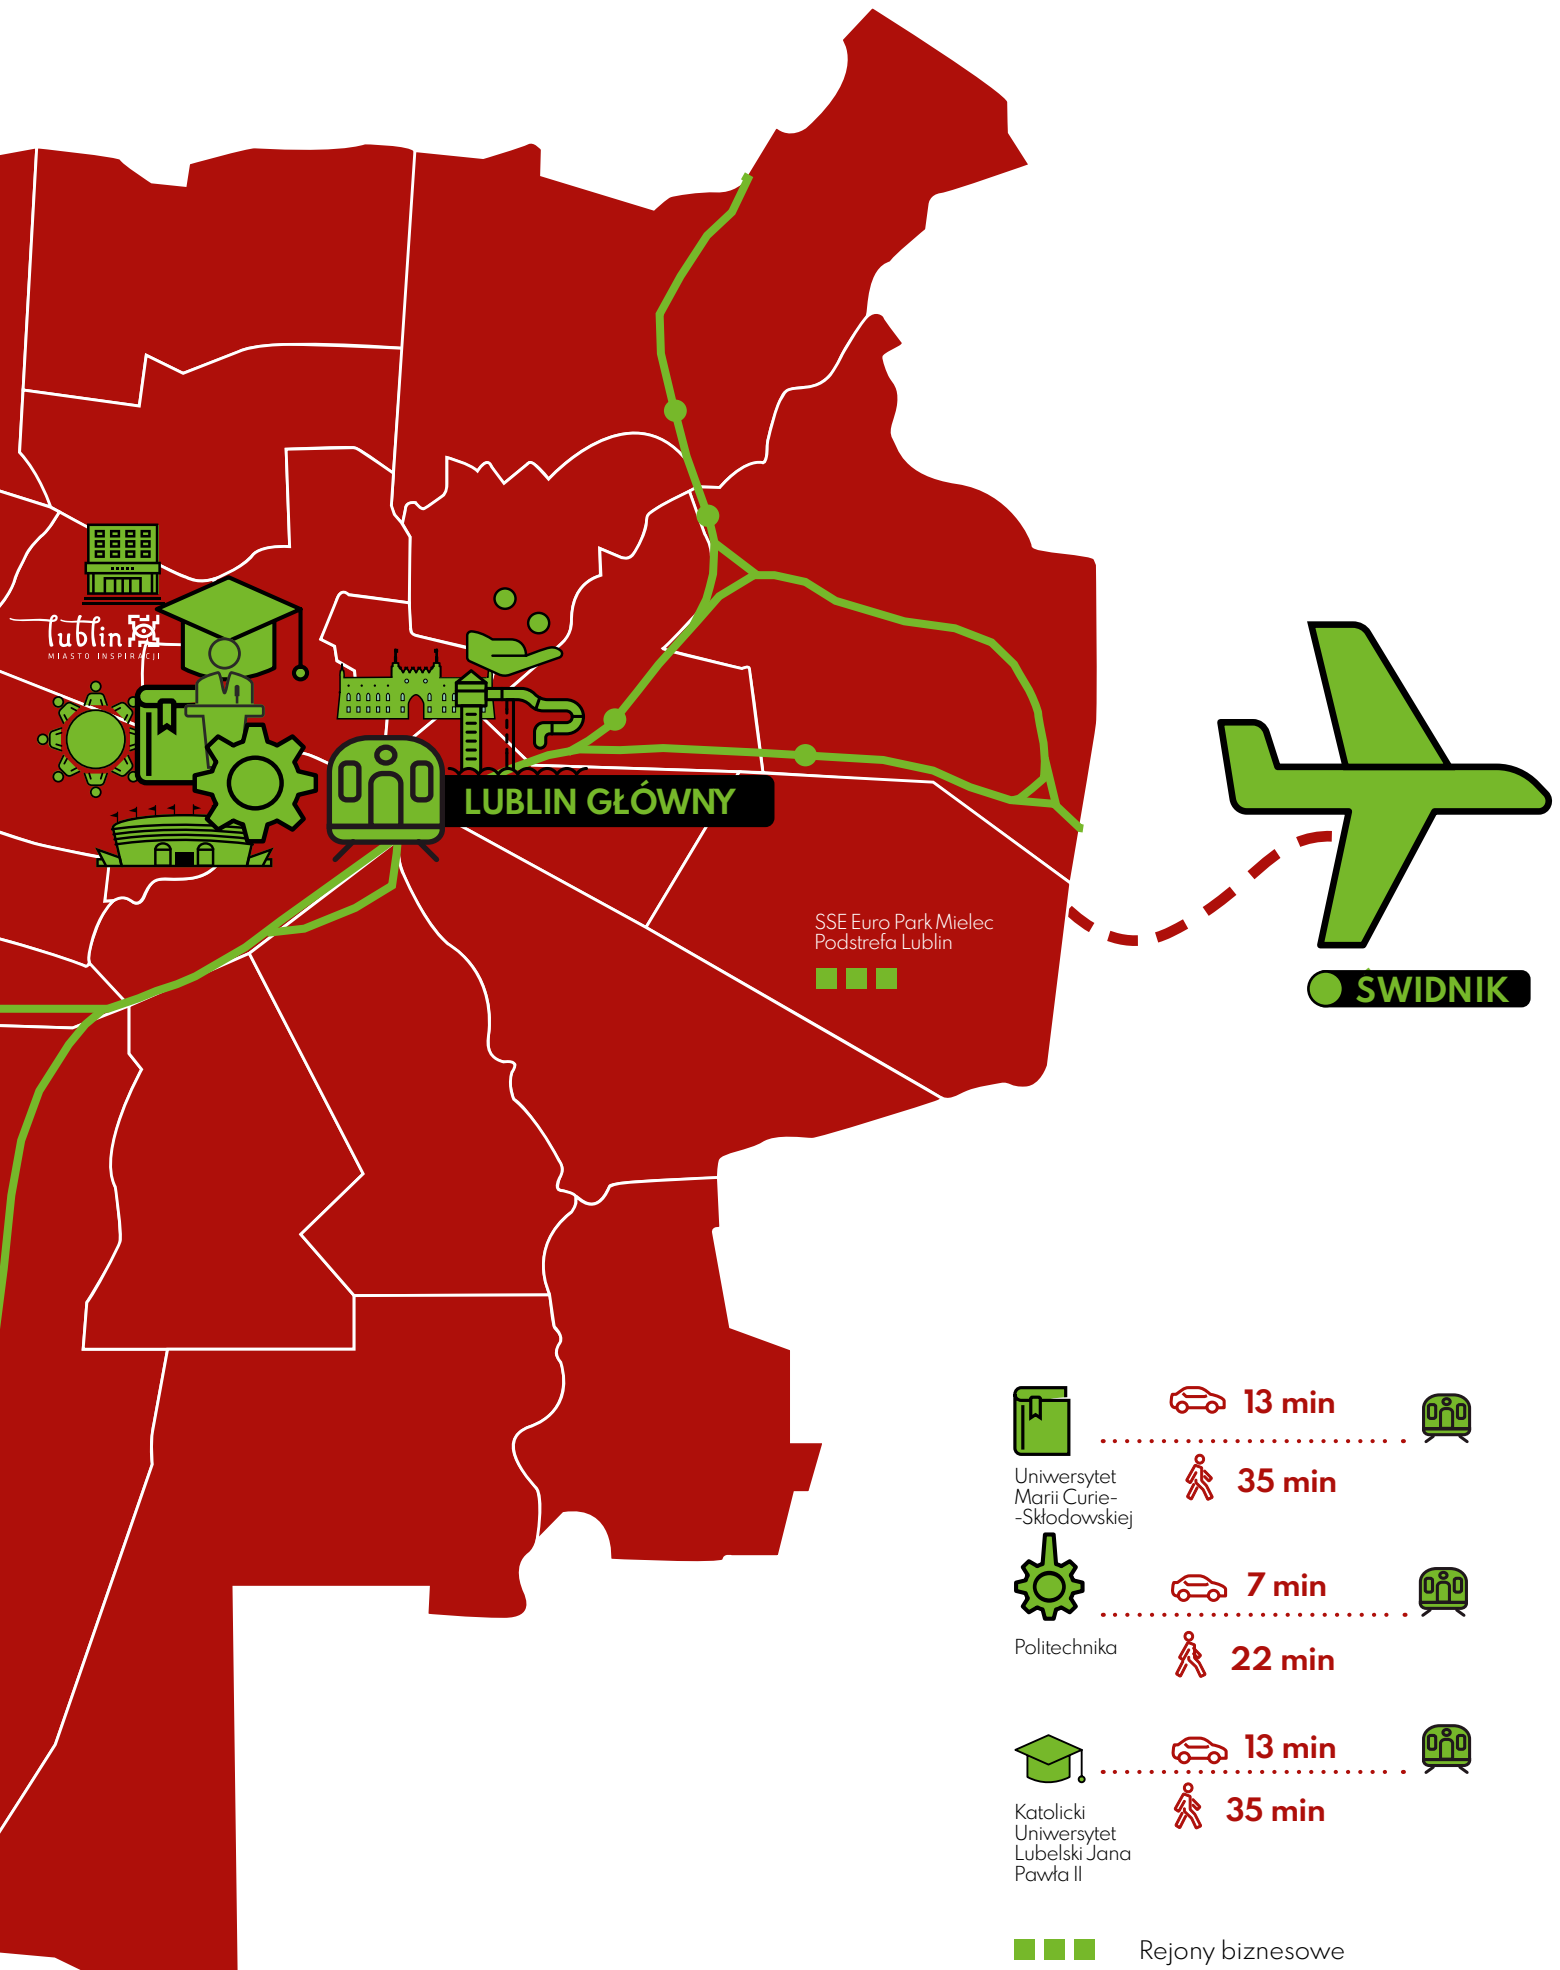 lublin
MIASTO INSPIRACJI
LUBLIN GŁÓWNY
SSE Euro Park Mielec
Podstrefa Lublin
ŚWIDNIK
13 min
35 min
Uniwersytet
Marii Curie-
-Skłodowskiej
7 min
22 min
Politechnika
13 min
35 min
Katolicki
Uniwersytet
Lubelski Jana
Pawła II
Rejony biznesowe